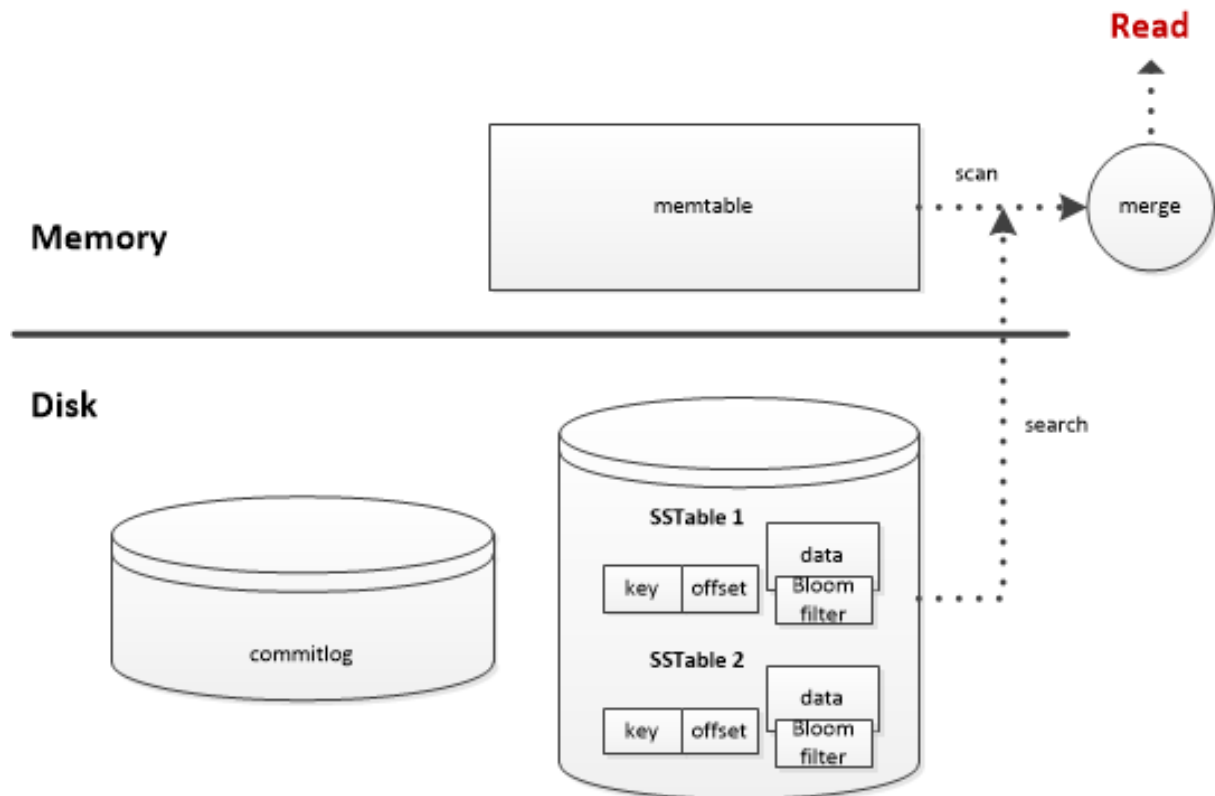 Read
memtable
scan
merge
Memory
Disk
search
SSTable 1
data
key
offset
Bloom
filter
commitlog
SSTable 2
data
key
offset
Bloom
filter